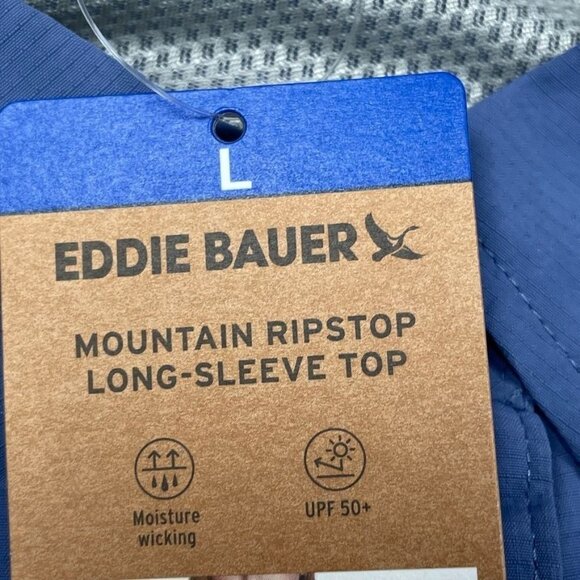 L
EDDIE BAUER
MOUNTAIN RIPSTOP
LONG-SLEEVE TOP
Moisture
wicking
UPF 50+